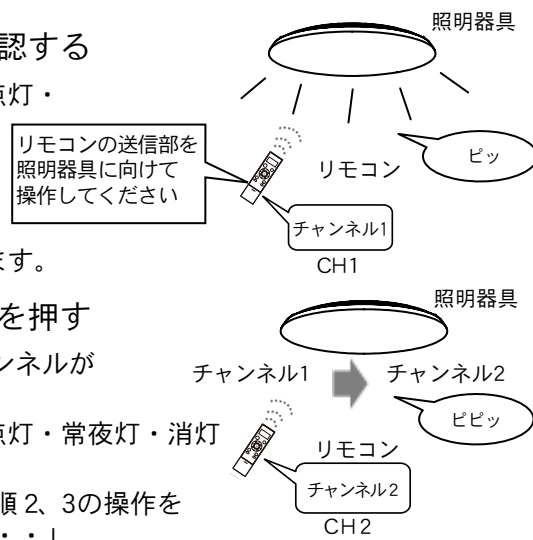 認する
点灯・
ます。
を押す
ンネルが
点灯・常夜灯・消灯
順 2、3の操作を
・・」
照明器具
リモコンの送信部を
照明器具に向けて
操作してください
リモコン
ピッ
チャンネル1
CH1
照明器具
チャンネル1
チャンネル2
ピピッ
リモコン
チャンネル2
CH2